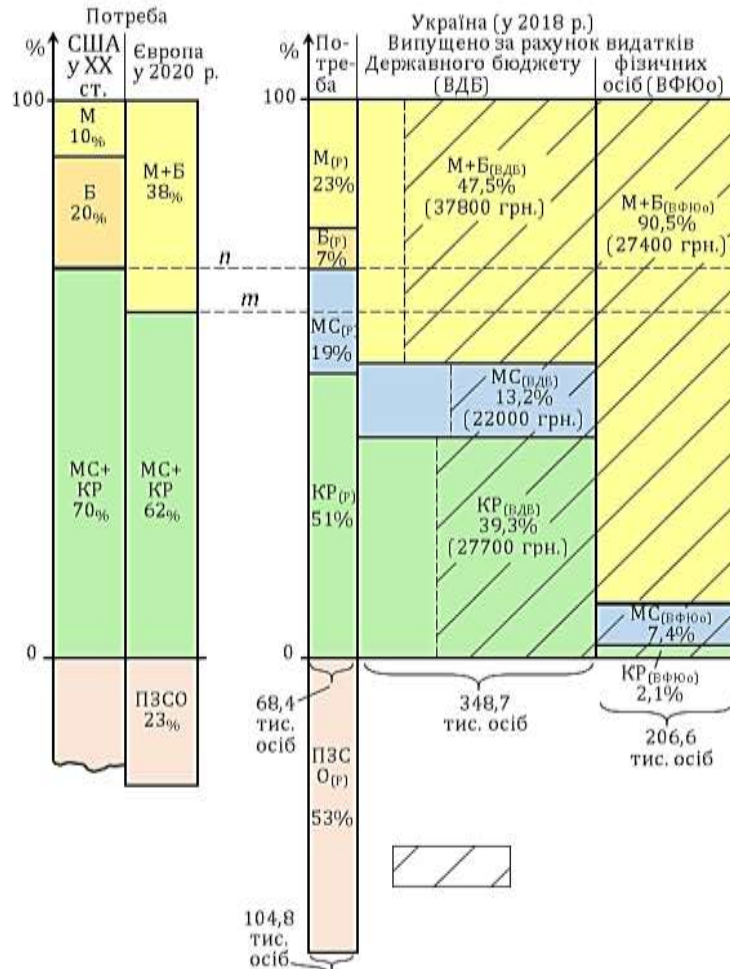 Потреба
%
США
у ХХ
ст.
Європа
у 2020 р.
100
М
10%
Б
20%
М+Б
38%
n
m
МС+
КР
70%
МС+
КР
62%
0
ПЗСО
23%
Україна (у 2018 р.)
%
По-
тре-
ба
Випущено за рахунок видатків
Державного бюджету
(ВДБ)
фізичних
осіб (ВФЮо)
100
М(Р)
23%
Б(Р)
7%
МС(Р)
19%
КР(Р)
51%
0
М+Б(ВДБ)
47,5%
(37800 грн.)
МС(ВДБ)
13,2%
(22000 грн.)
КР(ВДБ)
39,3%
(27700 грн.)
М+Б(ВФЮо)
90,5%
(27400 грн.)
МС(ВФЮо)
7,4%
КР(ВФЮо)
2,1%
68,4
тис.
осіб
348,7
тис. осіб
206,6
тис. осіб
ПЗС
О(Р)
53%
104,8
тис.
осіб